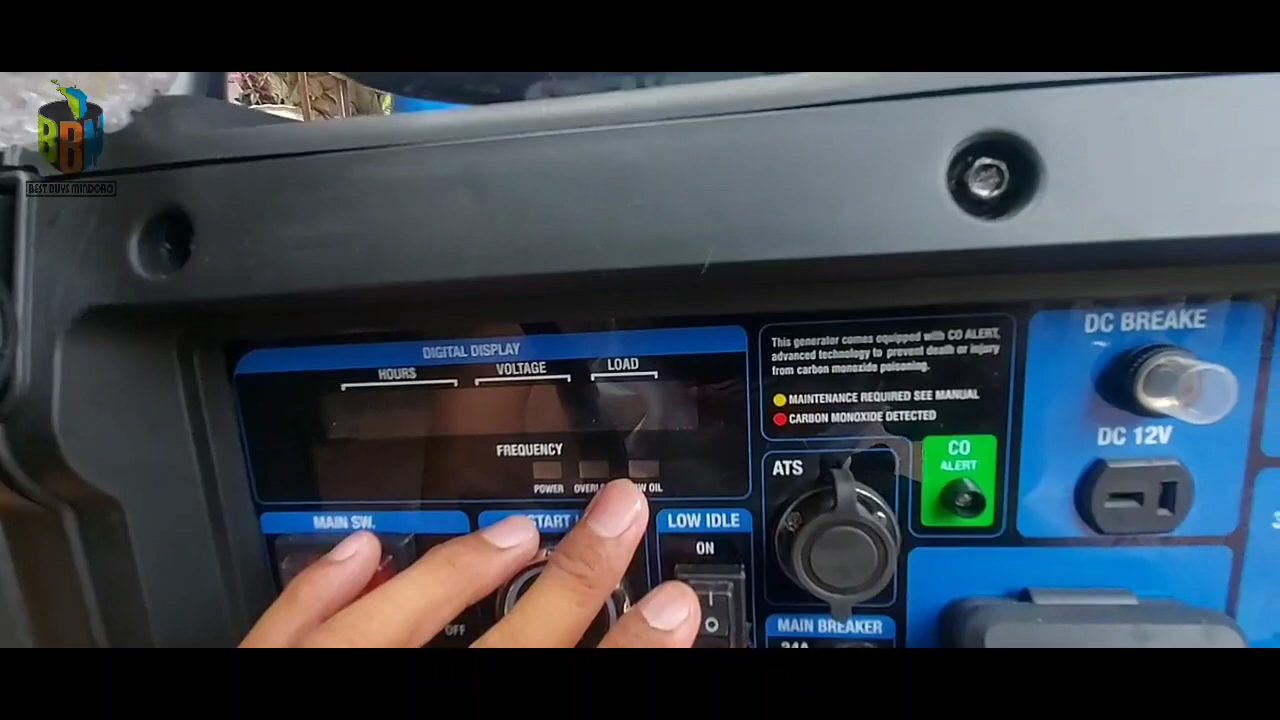 BBM
BEST BUYS MINDORO
DIGITAL DISPLAY
HOURS
VOLTAGE
LOAD
FREQUENCY
POWER
OIL
MAIN SW.
START
LOW IDLE
ON
OFF
This generator comes equipped with CO ALERT,
advanced technology to prevent death or injury
from carbon monoxide poisoning.
MAINTENANCE REQUIRED SEE MANUAL
CARBON MONOXIDE DETECTED
ATS
CO
ALERT
MAIN BREAKER
DC BREAKE
DC 12V